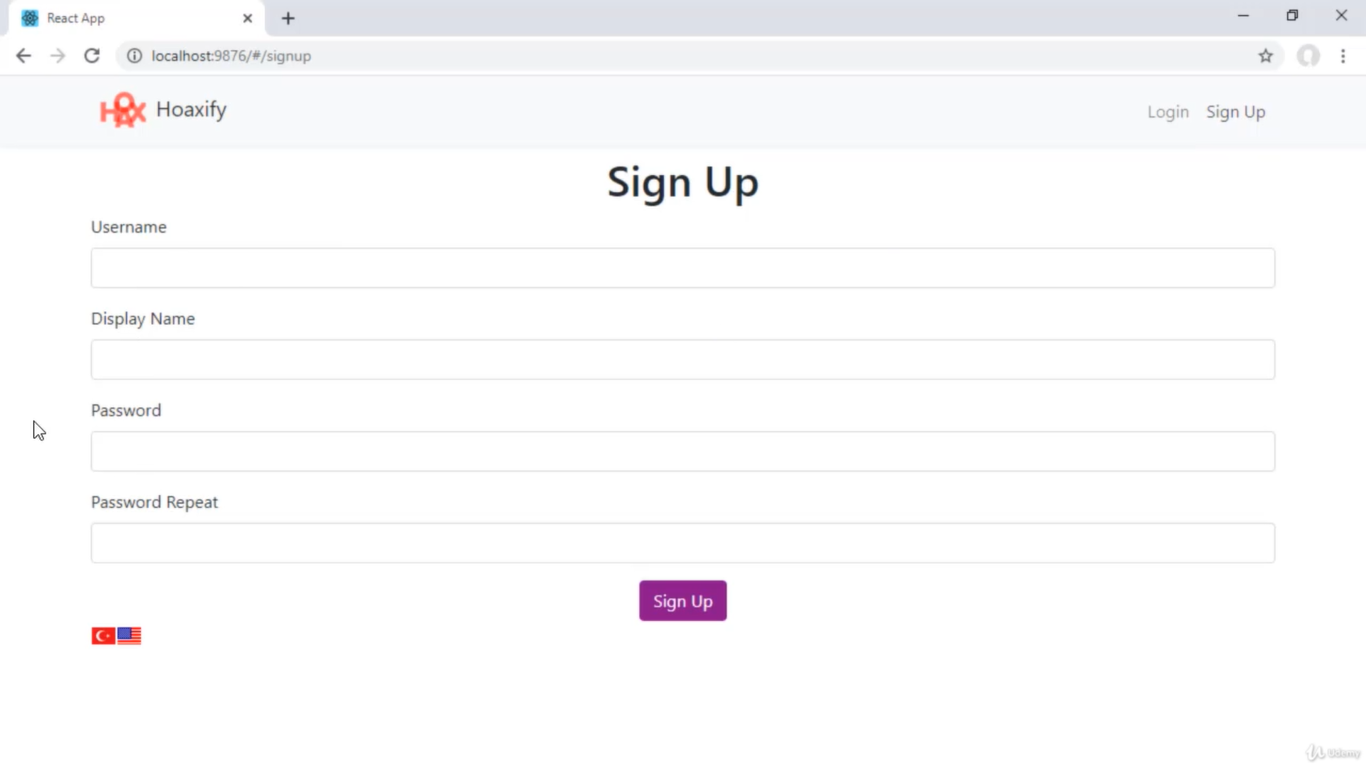 React App
localhost:9876/#/signup
HOAX Hoaxify
Login Sign Up
Sign Up
Username
Display Name
Password
Password Repeat
Sign Up
Udemy